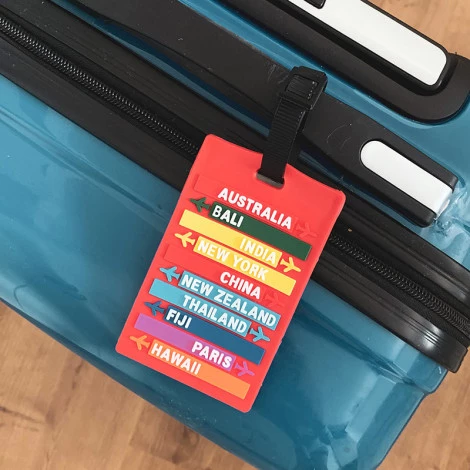 AUSTRALIA
BALI
INDIA
NEW YORK
CHINA
NEW ZEALAND
THAILAND
FIJI
PARIS
HAWAII